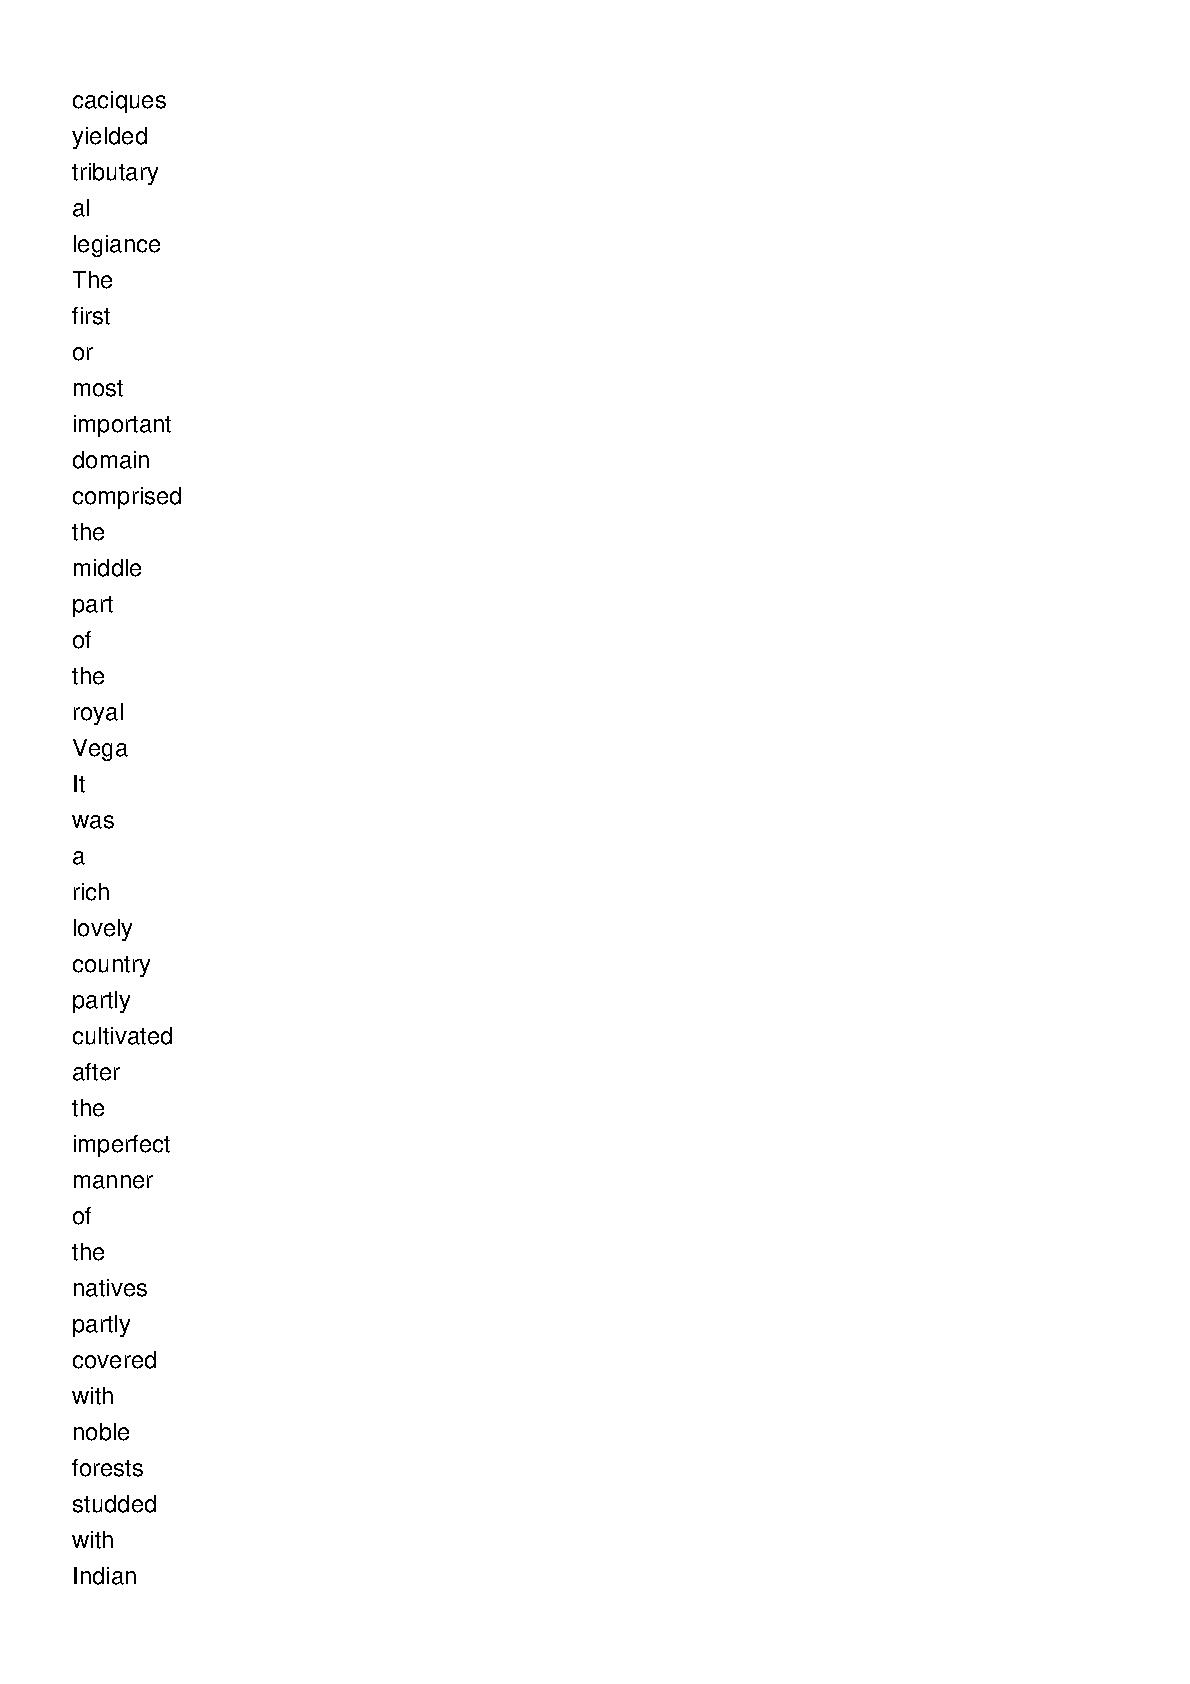 caciques
yielded
tributary
al
legiance
The
first
or
most
important
domain
comprised
the
middle
part
of
the
royal
Vega
It
was
a
rich
lovely
country
partly
cultivated
after
the
imperfect
manner
of
the
natives
partly
covered
with
noble
forests
studded
with
Indian